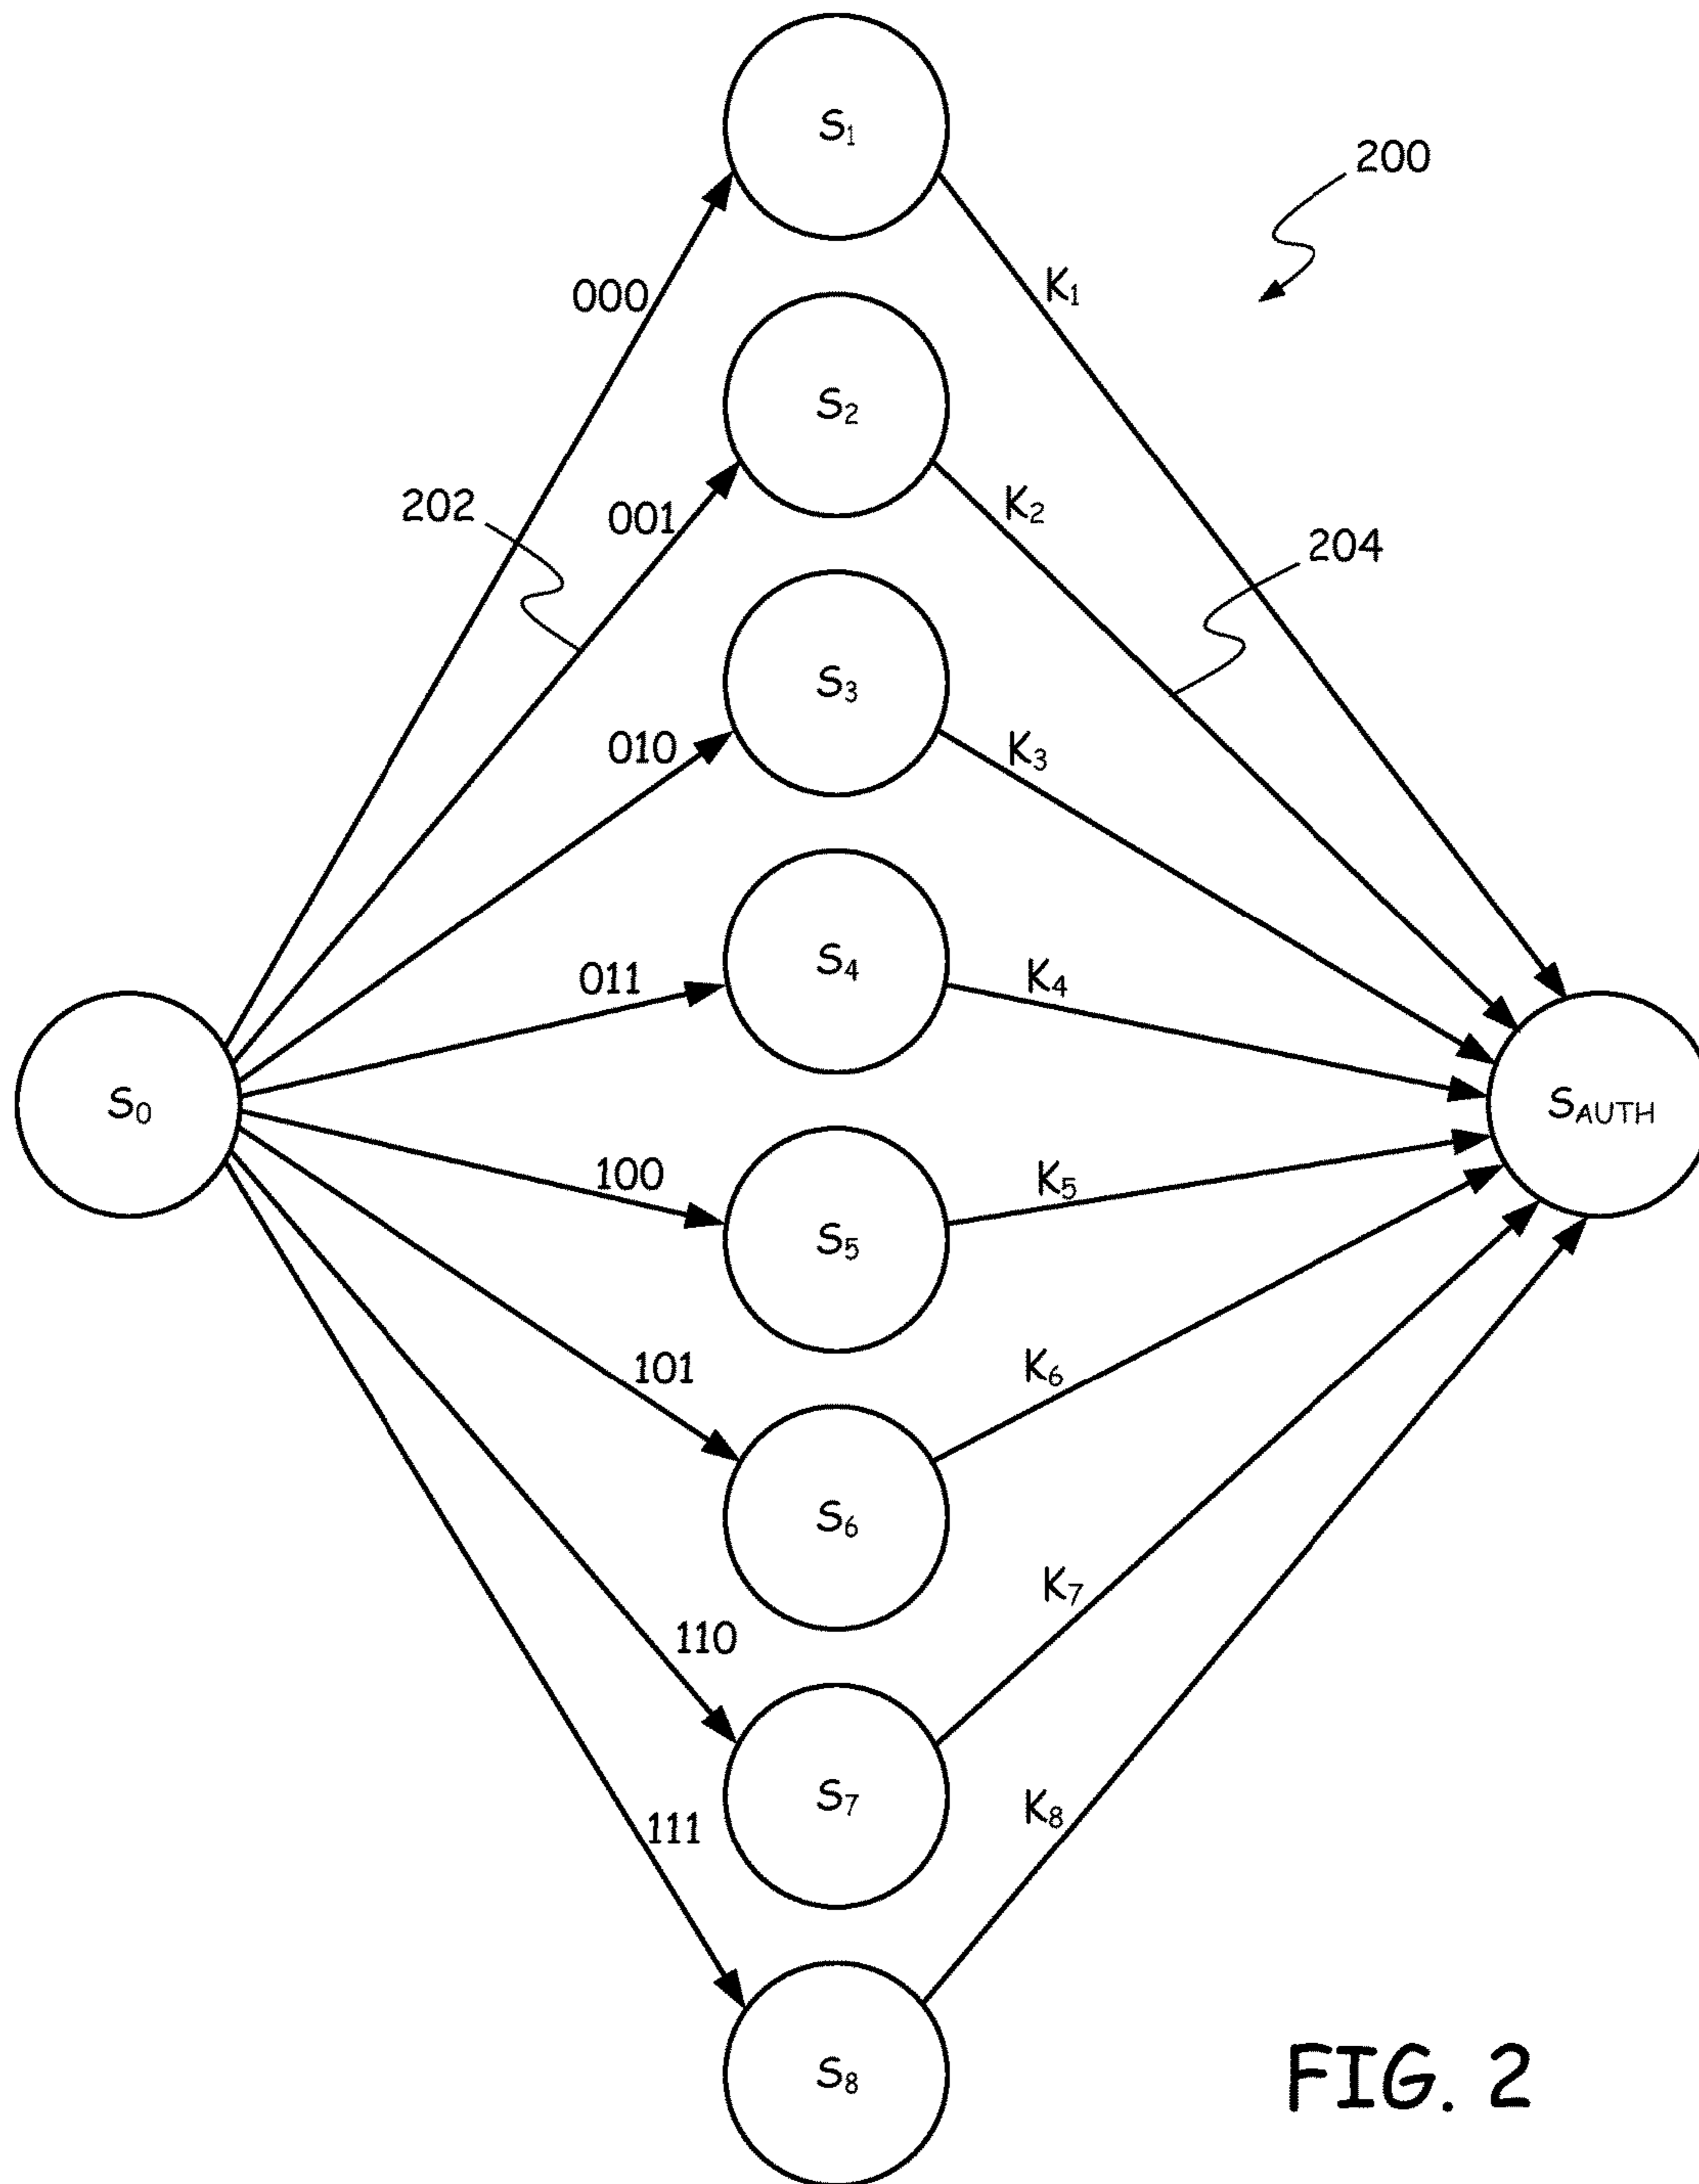 S₁
200
000
K₁
S₂
202
001
K₂
204
S₃
010
K₃
S₄
011
K₄
S₀
S_AUTH
100
K₅
S₅
101
K₆
S₆
110
K₇
S₇
111
K₈
S₈
FIG. 2